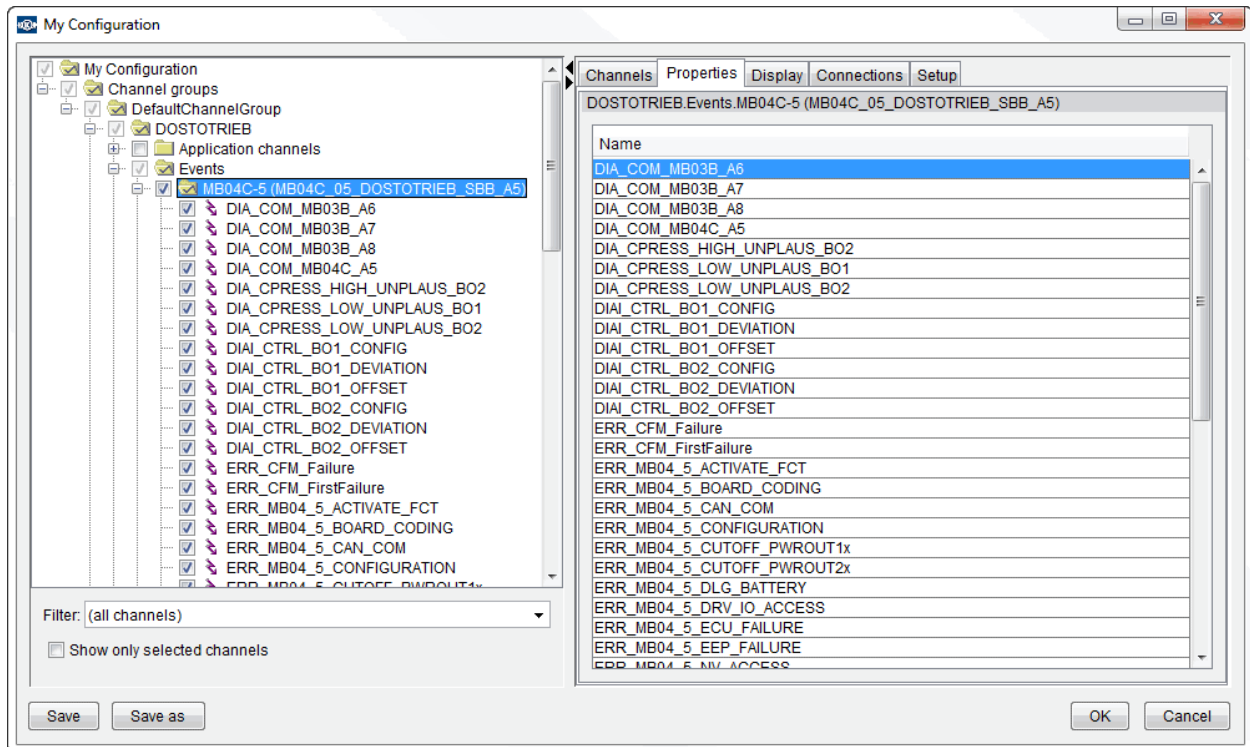 My Configuration
My Configuration
Channel groups
DefaultChannelGroup
DOSTOTRIEB
Application channels
Events
MB04C-5 (MB04C_05_DOSTOTRIEB_SBB_A5)
DIA_COM_MB03B_A6
DIA_COM_MB03B_A7
DIA_COM_MB03B_A8
DIA_COM_MB04C_A5
DIA_CPRESS_HIGH_UNPLAUS_BO2
DIA_CPRESS_LOW_UNPLAUS_BO1
DIA_CPRESS_LOW_UNPLAUS_BO2
DIAI_CTRL_BO1_CONFIG
DIAI_CTRL_BO1_DEVIATION
DIAI_CTRL_BO1_OFFSET
DIAI_CTRL_BO2_CONFIG
DIAI_CTRL_BO2_DEVIATION
DIAI_CTRL_BO2_OFFSET
ERR_CFM_Failure
ERR_CFM_FirstFailure
ERR_MB04_5_ACTIVATE_FCT
ERR_MB04_5_BOARD_CODING
ERR_MB04_5_CAN_COM
ERR_MB04_5_CONFIGURATION
ERR_MB04_5_CUTOFF_PWROUT1x
Filter: (all channels)
Show only selected channels
Channels Properties Display Connections Setup
DOSTOTRIEB.Events.MB04C-5 (MB04C_05_DOSTOTRIEB_SBB_A5)
Name
DIA_COM_MB03B_A6
DIA_COM_MB03B_A7
DIA_COM_MB03B_A8
DIA_COM_MB04C_A5
DIA_CPRESS_HIGH_UNPLAUS_BO2
DIA_CPRESS_LOW_UNPLAUS_BO1
DIA_CPRESS_LOW_UNPLAUS_BO2
DIAI_CTRL_BO1_CONFIG
DIAI_CTRL_BO1_DEVIATION
DIAI_CTRL_BO1_OFFSET
DIAI_CTRL_BO2_CONFIG
DIAI_CTRL_BO2_DEVIATION
DIAI_CTRL_BO2_OFFSET
ERR_CFM_Failure
ERR_CFM_FirstFailure
ERR_MB04_5_ACTIVATE_FCT
ERR_MB04_5_BOARD_CODING
ERR_MB04_5_CAN_COM
ERR_MB04_5_CONFIGURATION
ERR_MB04_5_CUTOFF_PWROUT1x
ERR_MB04_5_CUTOFF_PWROUT2x
ERR_MB04_5_DLG_BATTERY
ERR_MB04_5_DRV_IO_ACCESS
ERR_MB04_5_ECU_FAILURE
ERR_MB04_5_EEP_FAILURE
ERR_MB04_5_NV_ACCESS
Save Save as OK Cancel